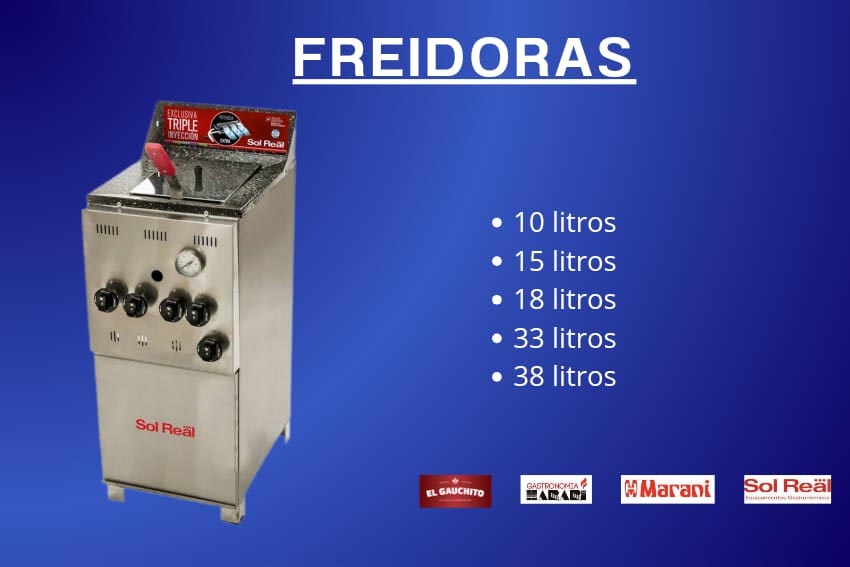 FREIDORAS
EXCLUSIVA
TRIPLE
INYECCIÓN
Sol Reäl
10 litros
15 litros
18 litros
33 litros
38 litros
Sol Reäl
EL GAUCHITO
GASTRONOMIA
Marani
Sol Reäl
Equipamientos Gastronómicos